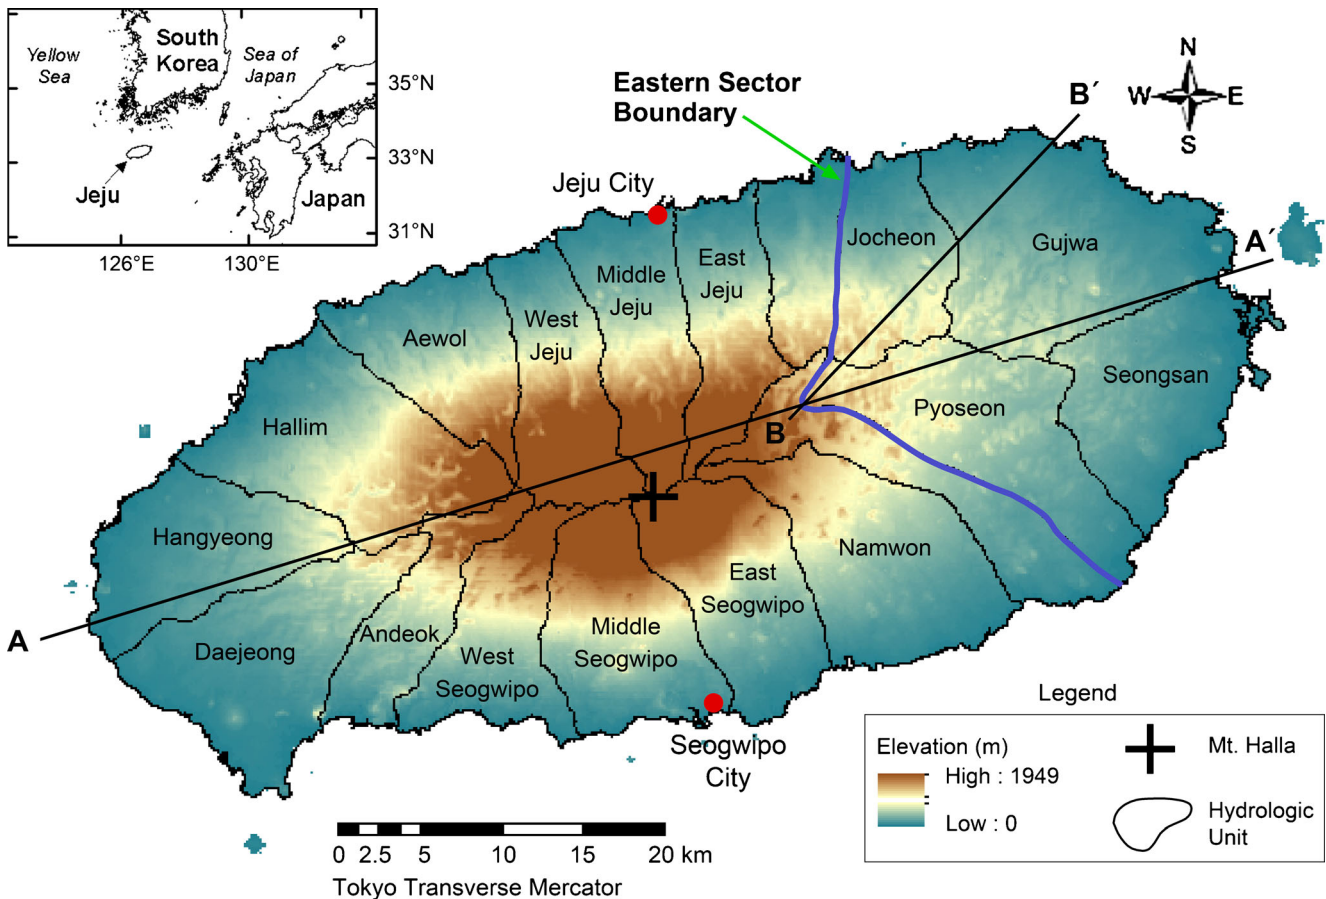 Yellow
Sea
South
Korea
Sea of
Japan
Jeju
Japan
35°N
33°N
31°N
126°E
130°E
Eastern Sector
Boundary
B´
N
W
E
S
A´
Jeju City
Jocheon
Gujwa
Middle
Jeju
East
Jeju
West
Jeju
Aewol
Hallim
Seongsan
Pyoseon
B
Hangyeong
Namwon
East
Seogwipo
A
Daejeong
Andeok
Middle
Seogwipo
West
Seogwipo
Seogwipo
City
Legend
Elevation (m)
High : 1949
Low : 0
Mt. Halla
Hydrologic
Unit
0 2.5 5 10 15 20 km
Tokyo Transverse Mercator